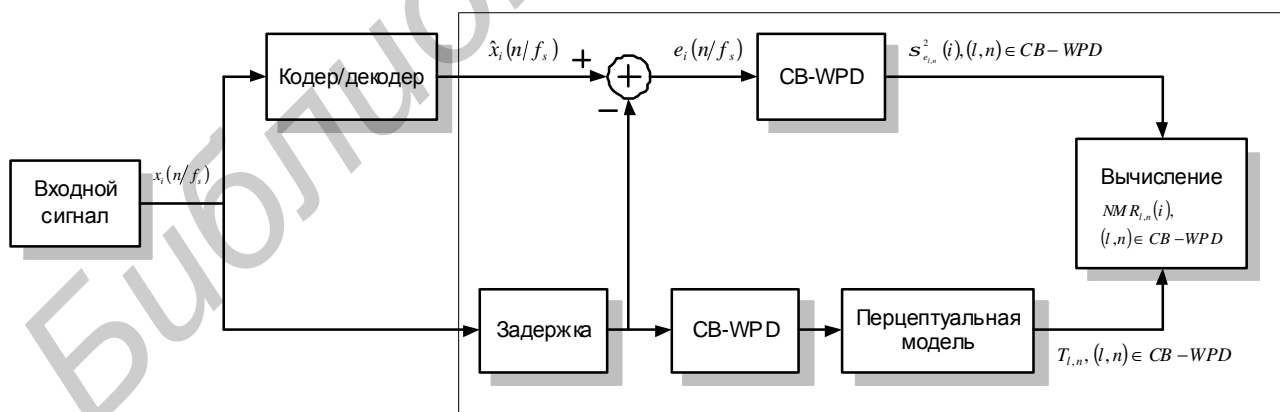 Библио
Входной
сигнал
x_i(n/f_s)
Кодер/декодер
x̂_i(n/f_s)
+
+
−
e_i(n/f_s)
CB-WPD
s²_{e_{l,n}}(i),(l,n)∈ CB−WPD
Вычисление
NMR_{l,n}(i),
(l,n)∈ CB−WPD
Задержка
CB-WPD
Перцептуальная
модель
T_{l,n},(l,n)∈ CB−WPD